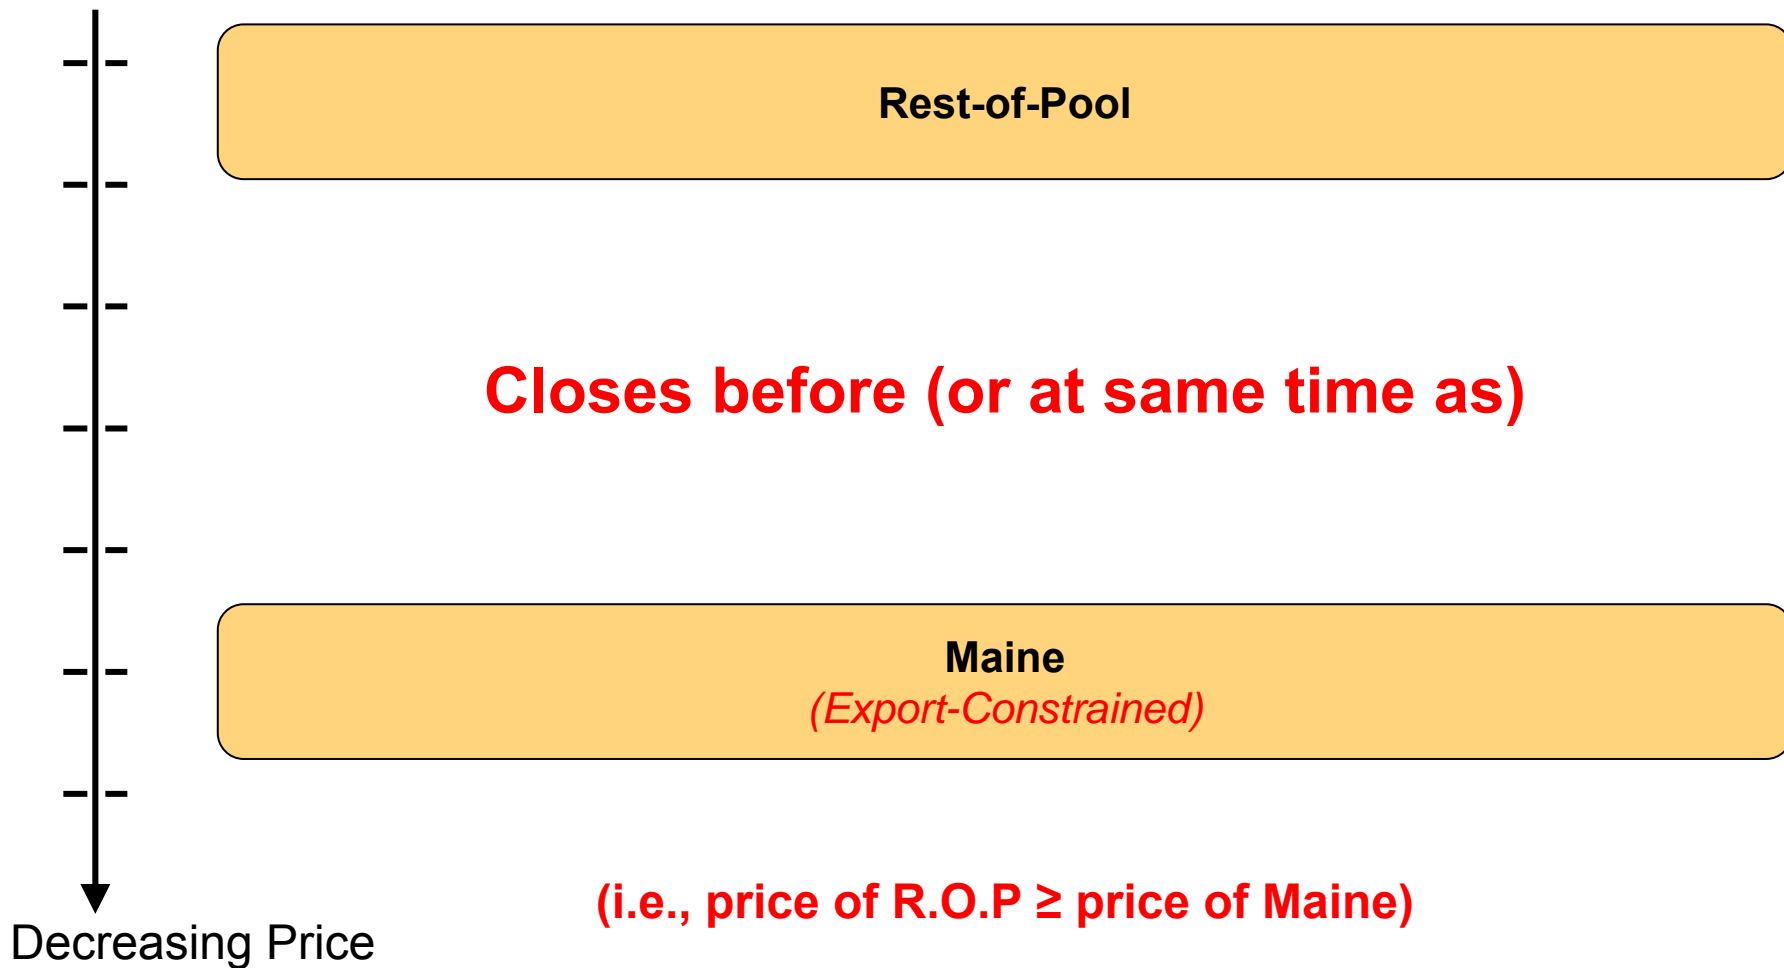 Rest-of-Pool
Closes before (or at same time as)
Maine
(Export-Constrained)
(i.e., price of R.O.P ≥ price of Maine)
Decreasing Price